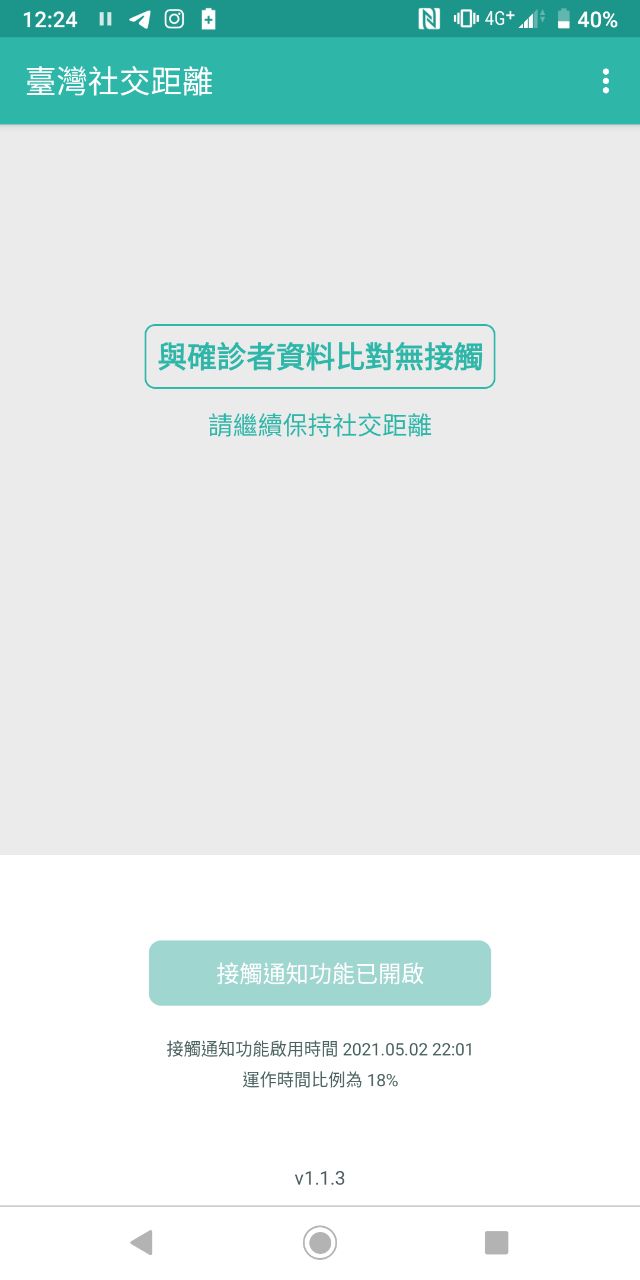 12:24 4G+ 40%
臺灣社交距離
與確診者資料比對無接觸
請繼續保持社交距離
接觸通知功能已開啟
接觸通知功能啟用時間 2021.05.02 22:01
運作時間比例為 18%
v1.1.3